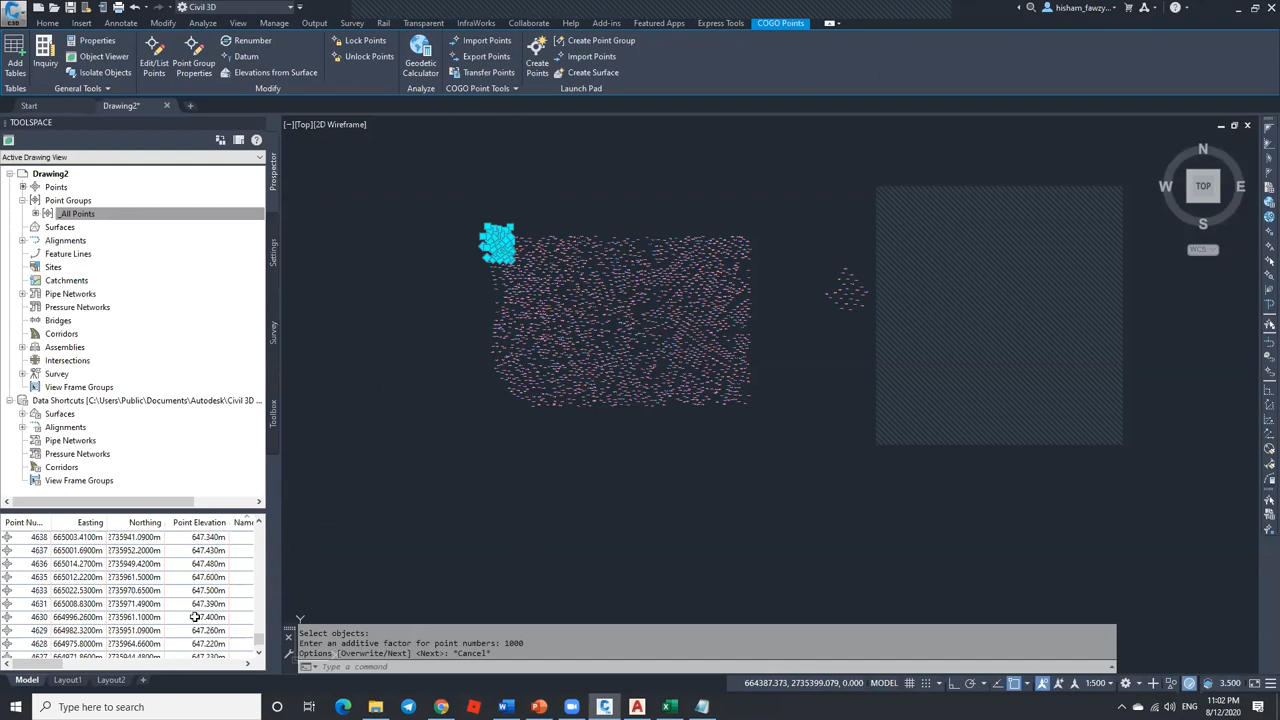 C3D Civil 3D hisham_fawzy...
Home Insert Annotate Modify Analyze View Manage Output Survey Rail Transparent InfraWorks Collaborate Help Add-ins Featured Apps Express Tools COGO Points
Properties Renumber Lock Points Import Points Create Point Group
Object Viewer Datum Unlock Points Export Points Import Points
Add Tables Inquiry Isolate Objects Edit/List Points Point Group Properties Elevations from Surface Geodetic Calculator Transfer Points Create Points Create Surface
Tables General Tools Modify Analyze COGO Point Tools Launch Pad
Start Drawing2*
TOOLSPACE
[−][Top][2D Wireframe]
Active Drawing View
Drawing2
Points
Point Groups
_All Points
Surfaces
Alignments
Feature Lines
Sites
Catchments
Pipe Networks
Pressure Networks
Bridges
Corridors
Assemblies
Intersections
Survey
View Frame Groups
Data Shortcuts [C:\Users\Public\Documents\Autodesk\Civil 3D ...
Surfaces
Alignments
Pipe Networks
Pressure Networks
Corridors
View Frame Groups
Prospector
Settings
Survey
Toolbox
N
W TOP E
S
WCS
Point Nu... Easting Northing Point Elevation Name
4638 665003.4100m 2735941.0900m 647.340m
4637 665001.6900m 2735952.2000m 647.430m
4636 665014.2700m 2735949.4200m 647.480m
4635 665012.2200m 2735961.5000m 647.600m
4633 665022.5300m 2735970.6500m 647.500m
4631 665008.8300m 2735971.4900m 647.390m
4630 664996.2600m 2735961.1000m 7.400m
4629 664982.3200m 2735951.0900m 647.260m
4628 664975.8000m 2735964.6600m 647.220m
4627 664971.8600m 2735944.4800m 647.230m
Select objects:
Enter an additive factor for point numbers: 1000
Options [Overwrite/Next] <Next>: *Cancel*
Type a command
Model Layout1 Layout2
664387.373, 2735399.079, 0.000 MODEL 1:500 3.500
Type here to search
ENG 11:02 PM
8/12/2020